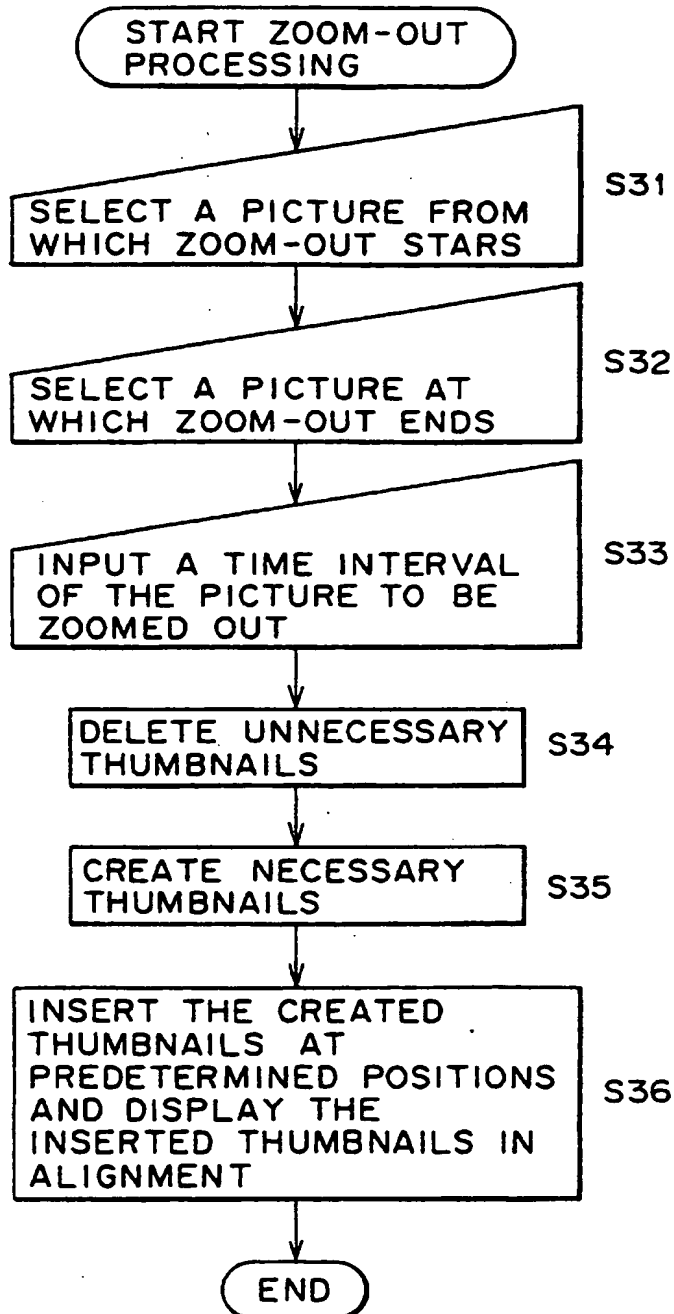 START ZOOM-OUT
PROCESSING
S31
SELECT A PICTURE FROM
WHICH ZOOM-OUT STARS
S32
SELECT A PICTURE AT
WHICH ZOOM-OUT ENDS
S33
INPUT A TIME INTERVAL
OF THE PICTURE TO BE
ZOOMED OUT
DELETE UNNECESSARY
THUMBNAILS
S34
CREATE NECESSARY
THUMBNAILS
S35
INSERT THE CREATED
THUMBNAILS AT
PREDETERMINED POSITIONS
AND DISPLAY THE
INSERTED THUMBNAILS IN
ALIGNMENT
S36
END